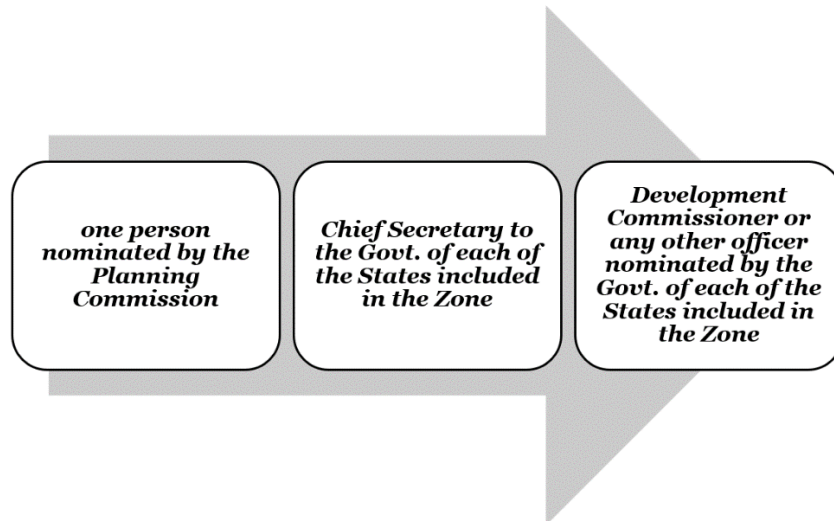 one person
nominated by the
Planning
Commission
Chief Secretary to
the Govt. of each of
the States included
in the Zone
Development
Commissioner or
any other officer
nominated by the
Govt. of each of the
States included in
the Zone